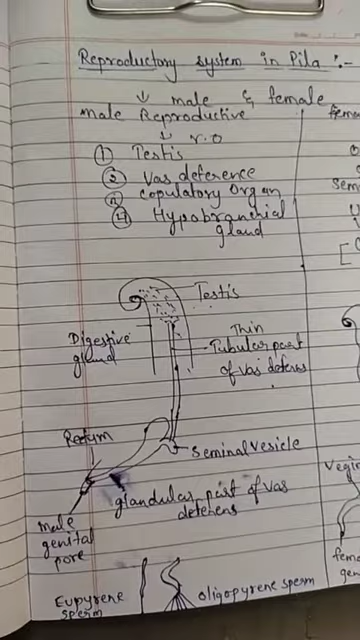 Reproductory system in Pila :-
↓ male & female
male Reproductive
↓ r.o
① Testis
② Vas deference
③ Copulatory Organ
④ Hypobranchial
gland
Testis
Digestive
gland
Thin
Tubular part
of vas deferens
Rectum
Seminal vesicle
glandular part of vas
deferens
male
genital
pore
Eupyrene
sperm
oligopyrene sperm